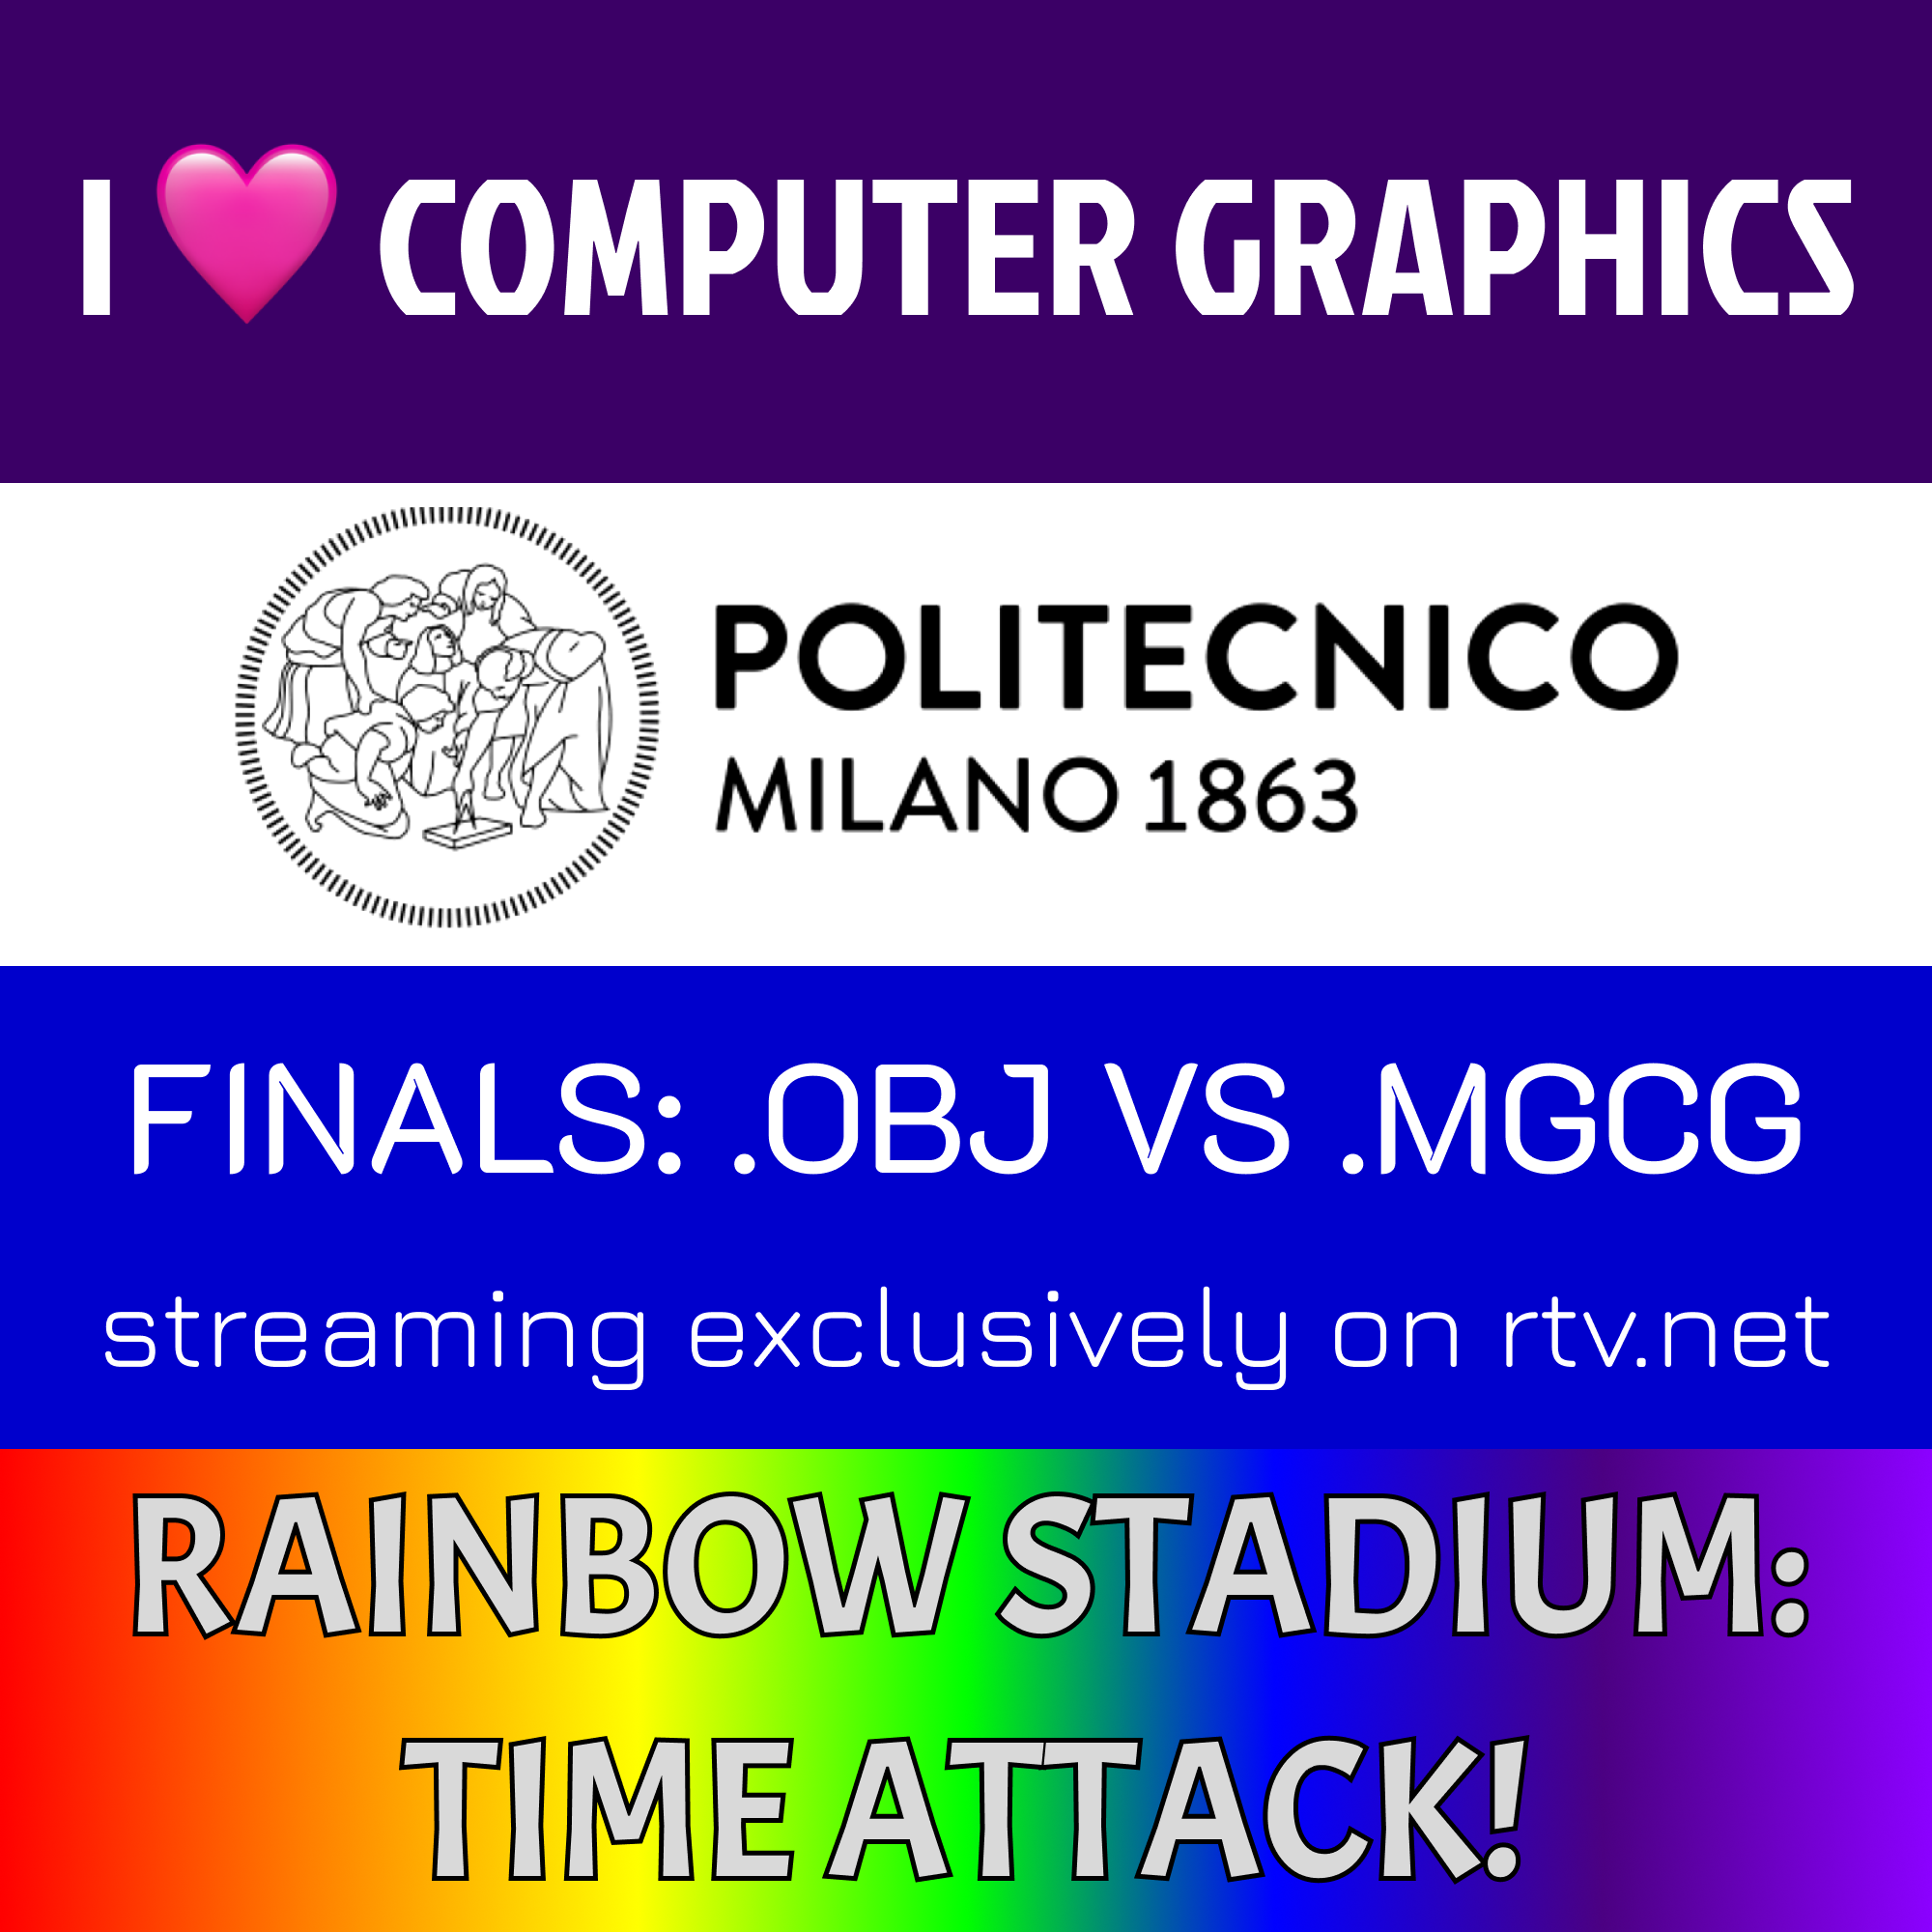 I 🩷 COMPUTER GRAPHICS
POLITECNICO
MILANO 1863
FINALS: .OBJ VS .MGCG
streaming exclusively on rtv.net
RAINBOW STADIUM:
TIME ATTACK!